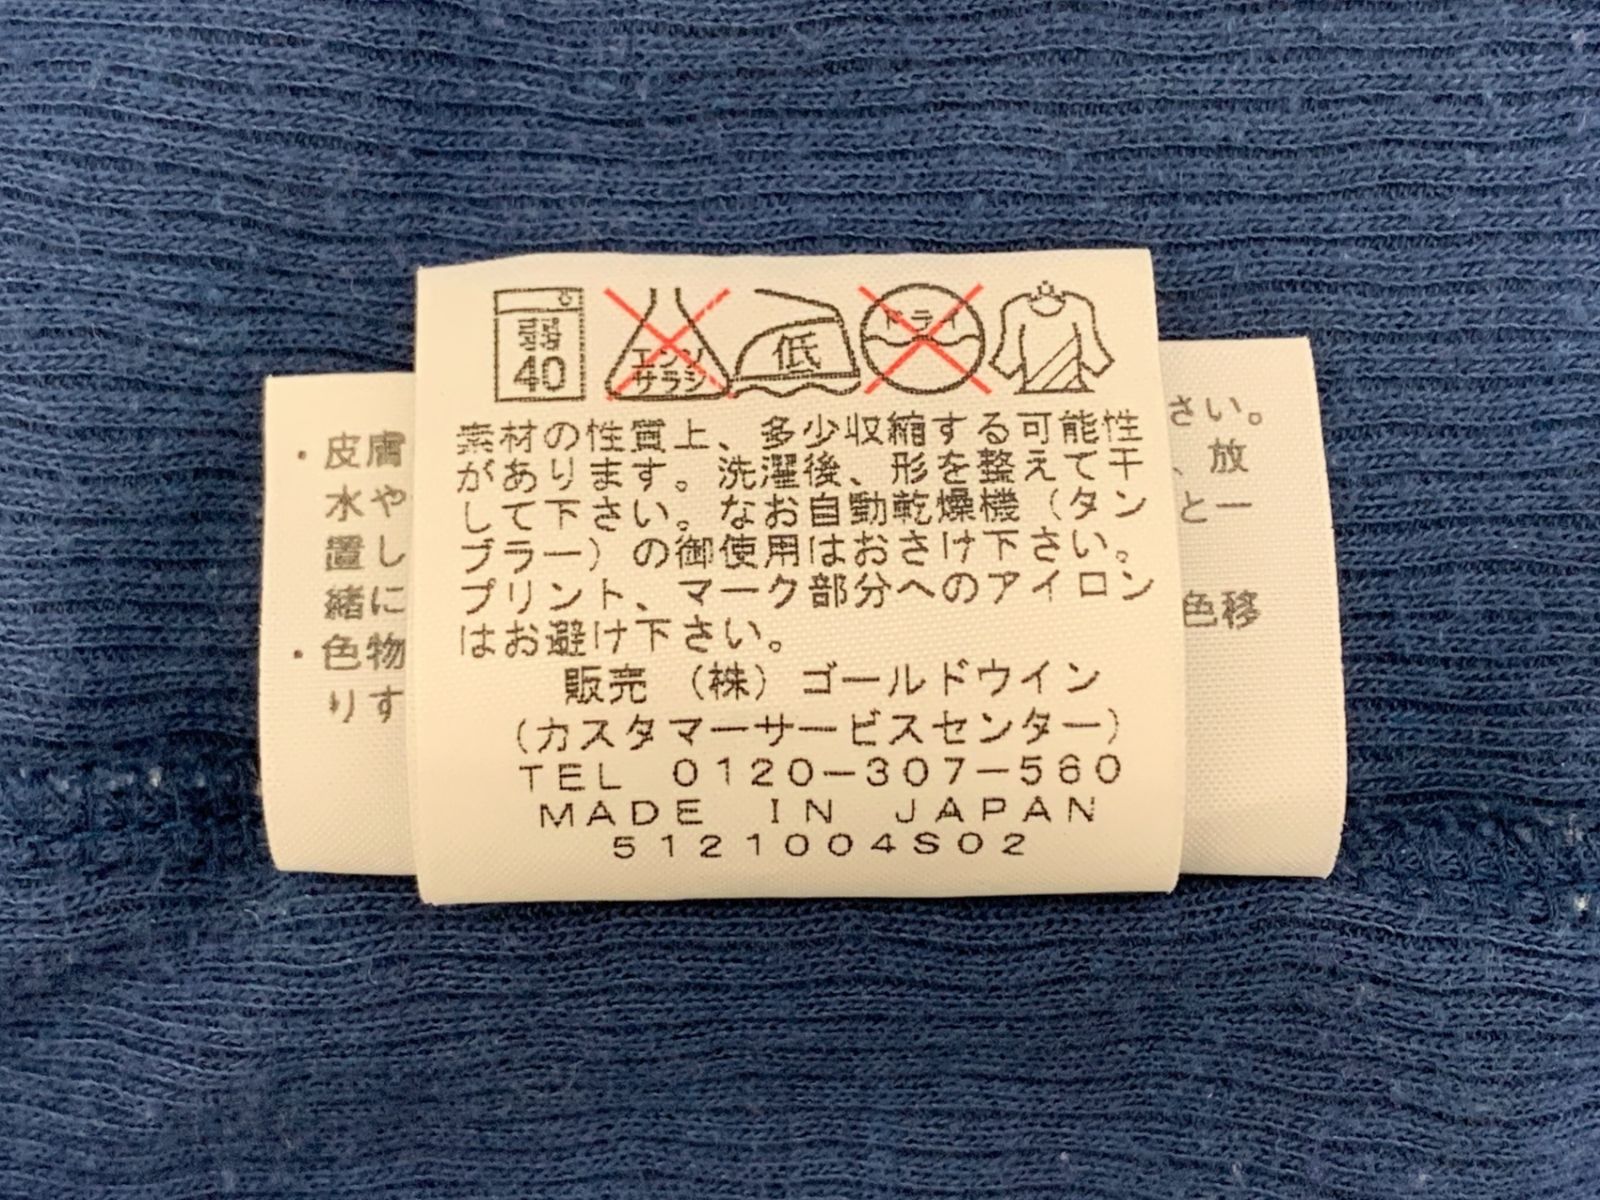 40
エンソ
サラシ
低
ドライ
素材の性質上、多少収縮する可能性
があります。洗濯後、形を整えて干
して下さい。なお自動乾燥機（タン
ブラー）の御使用はおさけ下さい。
プリント、マーク部分へのアイロン
はお避け下さい。
販売（株）ゴールドウイン
（カスタマーサービスセンター）
TEL 0120-307-560
MADE IN JAPAN
5121004S02
・皮膚
水や
置し
緒に
・色物
りす
さい。
、放
と一
色移